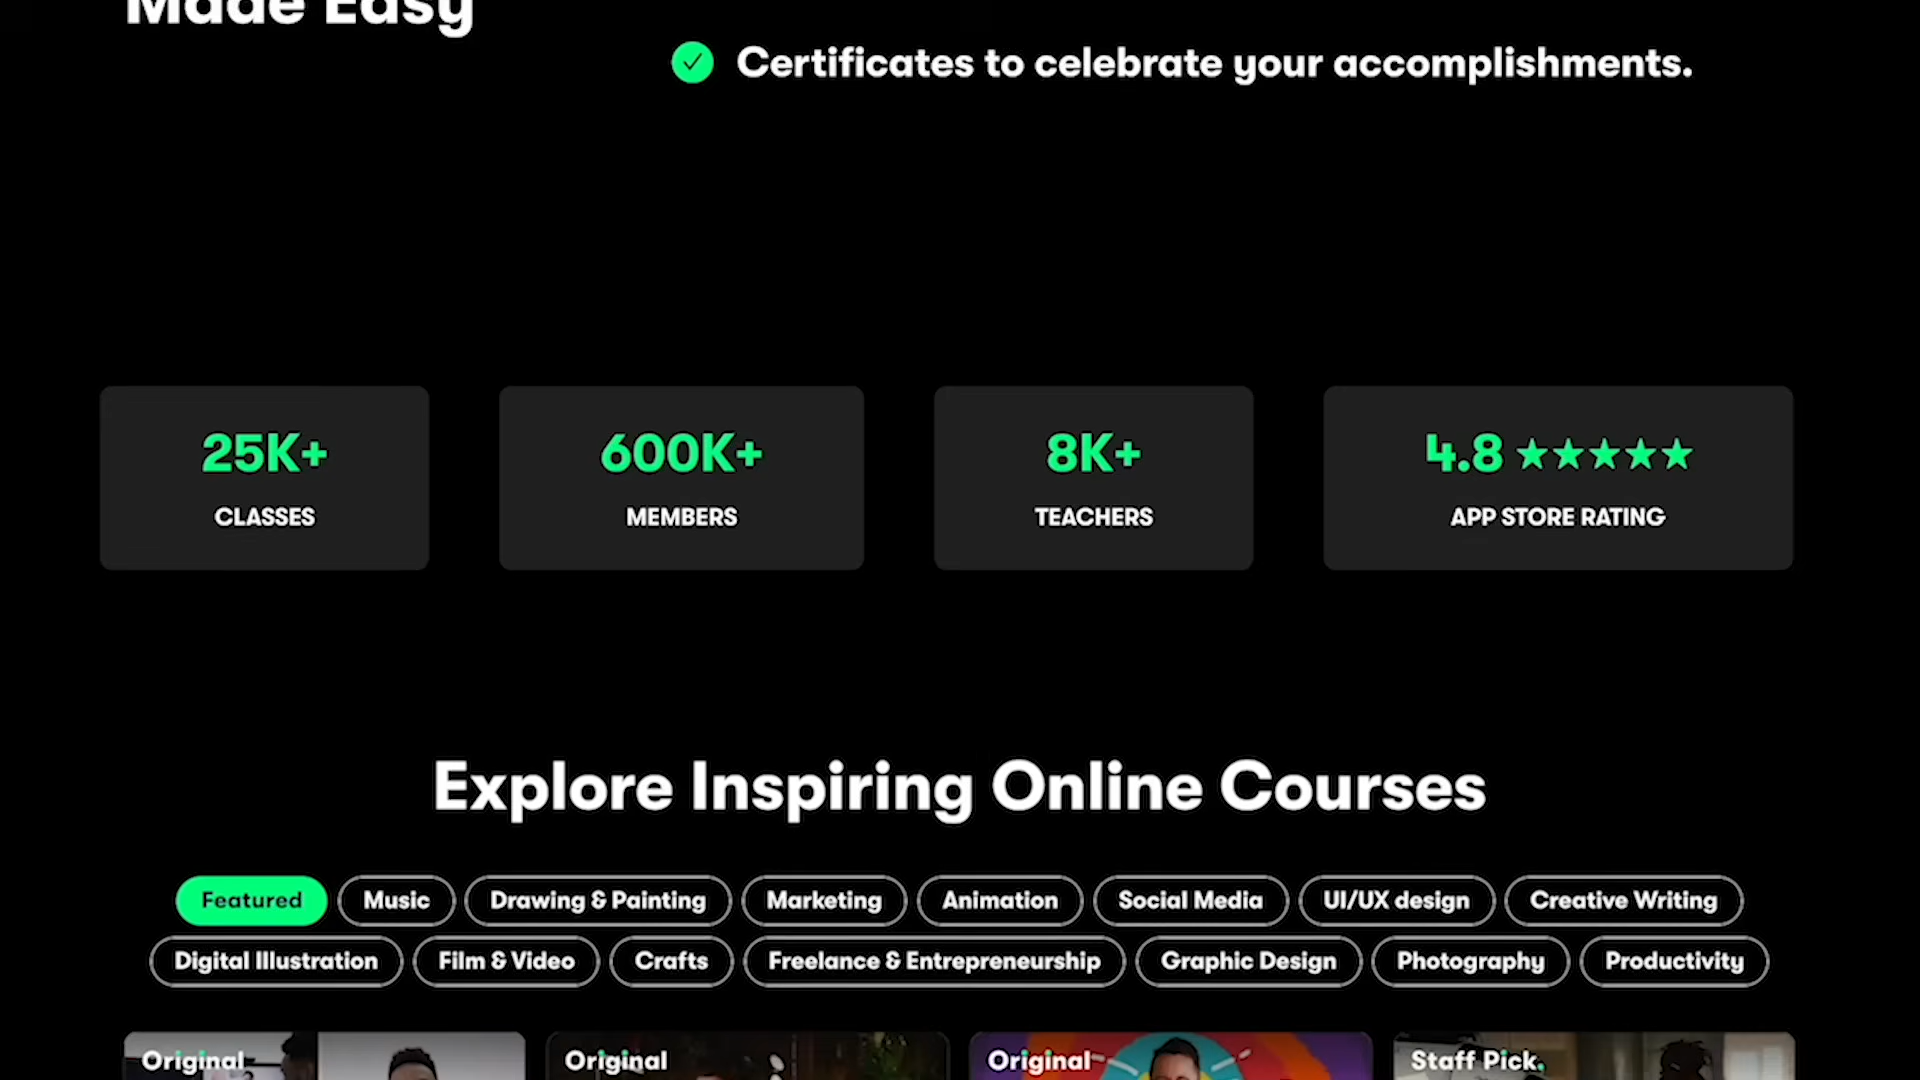 Made Easy
Certificates to celebrate your accomplishments.
25K+
CLASSES
600K+
MEMBERS
8K+
TEACHERS
4.8 ★★★★★
APP STORE RATING
Explore Inspiring Online Courses
Featured Music Drawing & Painting Marketing Animation Social Media UI/UX design Creative Writing
Digital Illustration Film & Video Crafts Freelance & Entrepreneurship Graphic Design Photography Productivity
Original Original Original Staff Pick.